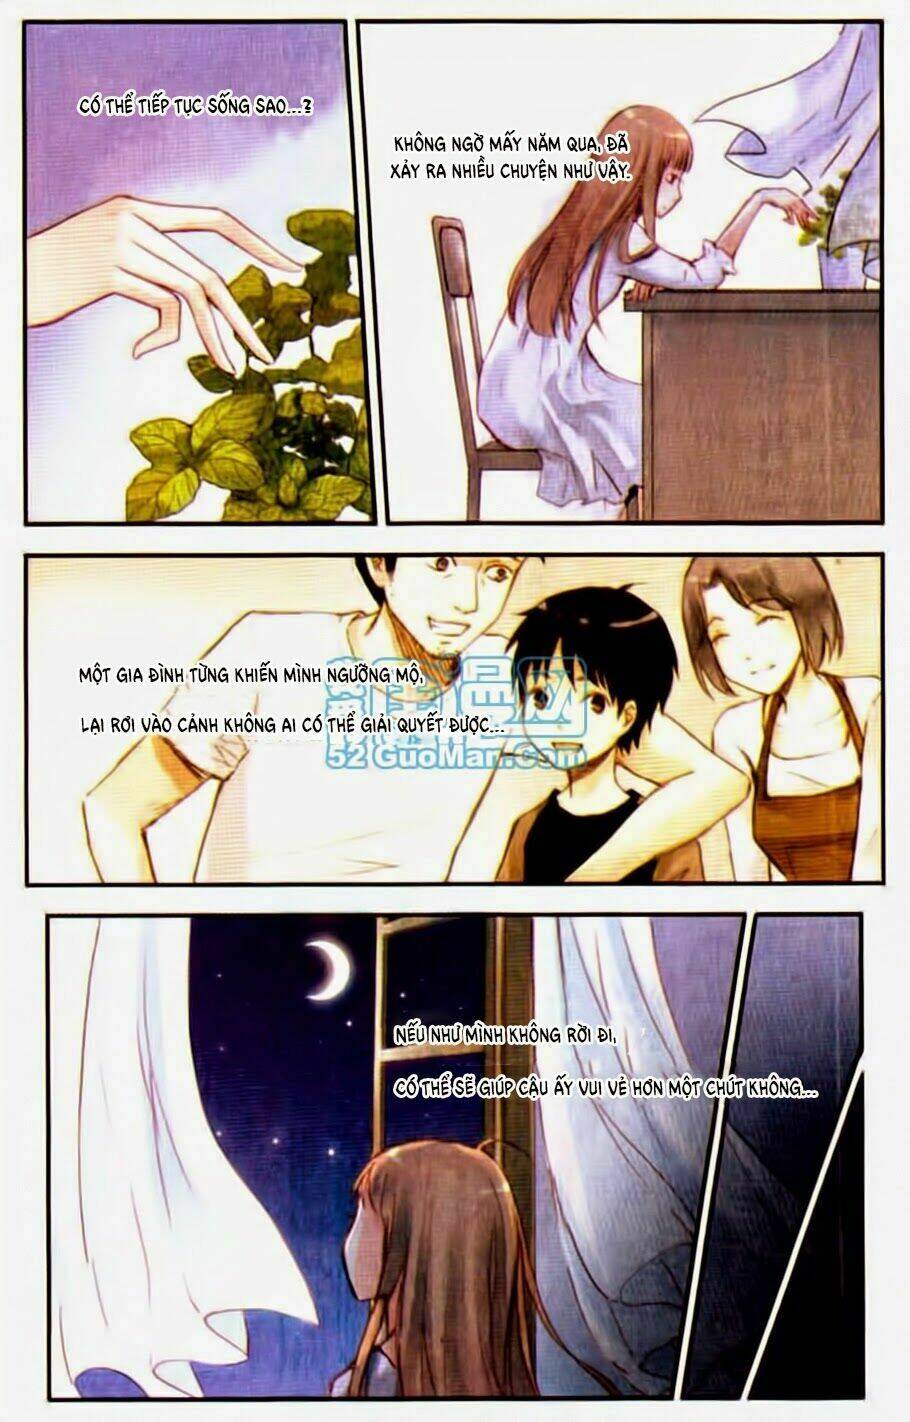 CÓ THỂ TIẾP TỤC SỐNG SAO...?
KHÔNG NGỜ MẤY NĂM QUA, ĐÃ
XẢY RA NHIỀU CHUYỆN NHƯ VẬY.
MỘT GIA ĐÌNH TỪNG KHIẾN MÌNH NGƯỠNG MỘ,
LẠI RƠI VÀO CẢNH KHÔNG AI CÓ THỂ GIẢI QUYẾT ĐƯỢC...
52 GuoMan.Com
NẾU NHƯ MÌNH KHÔNG RỜI ĐI,
CÓ THỂ SẼ GIÚP CẬU ẤY VUI VẺ HƠN MỘT CHÚT KHÔNG...